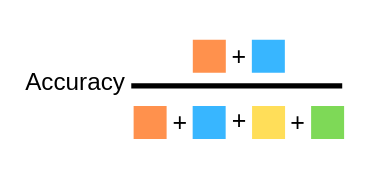 +
Accuracy
+ + +